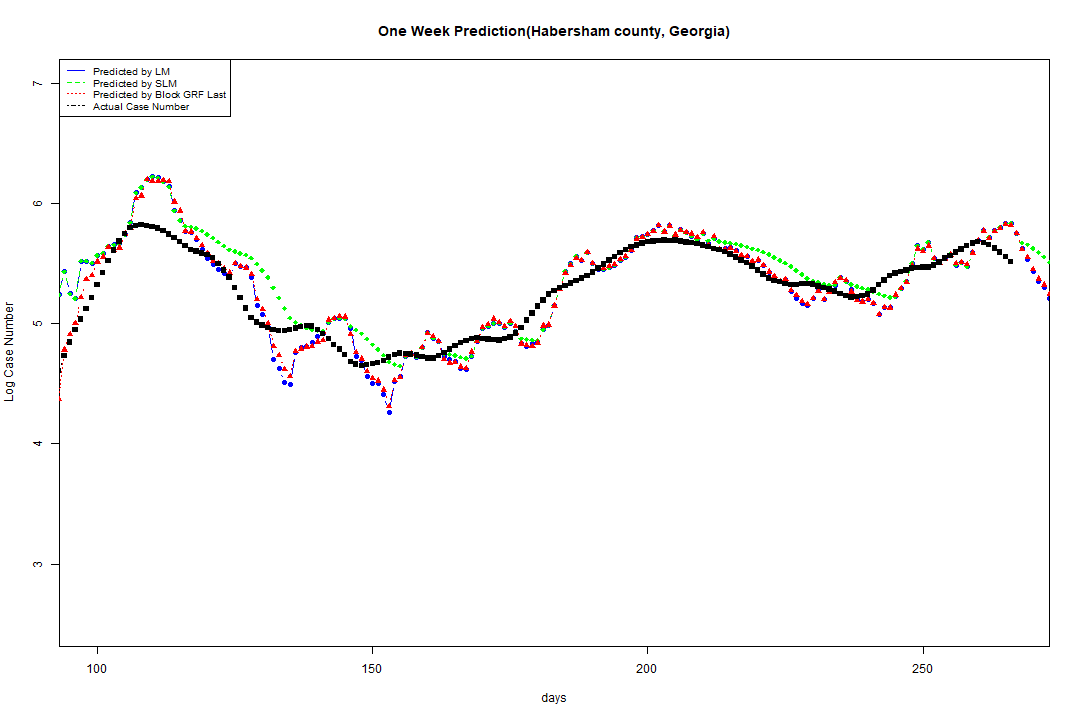 One Week Prediction(Habersham county, Georgia)
Predicted by LM
Predicted by SLM
Predicted by Block GRF Last
Actual Case Number
7
6
5
4
3
Log Case Number
100 150 200 250
days